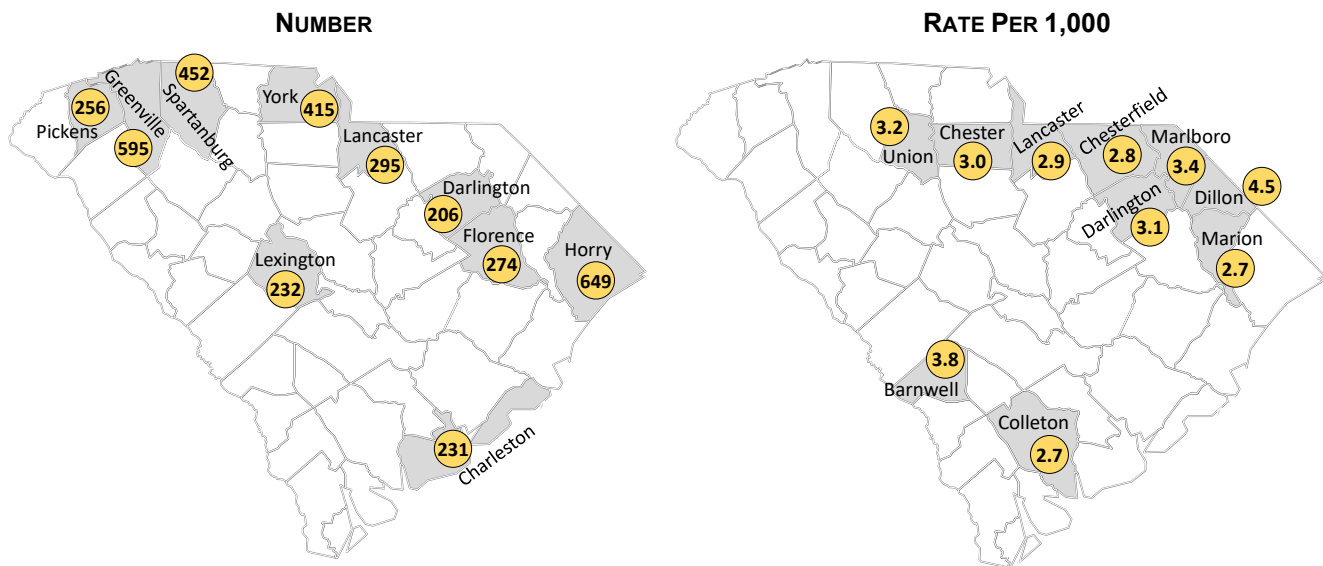 NUMBER
452
Greenville
Spartanburg
256
Pickens
595
York
415
Lancaster
295
Darlington
206
Florence
274
Horry
649
Lexington
232
231
Charleston
RATE PER 1,000
3.2
Union
Chester
3.0
Lancaster
2.9
Chesterfield
2.8
Marlboro
3.4
Dillon
4.5
Darlington
3.1
Marion
2.7
3.8
Barnwell
Colleton
2.7